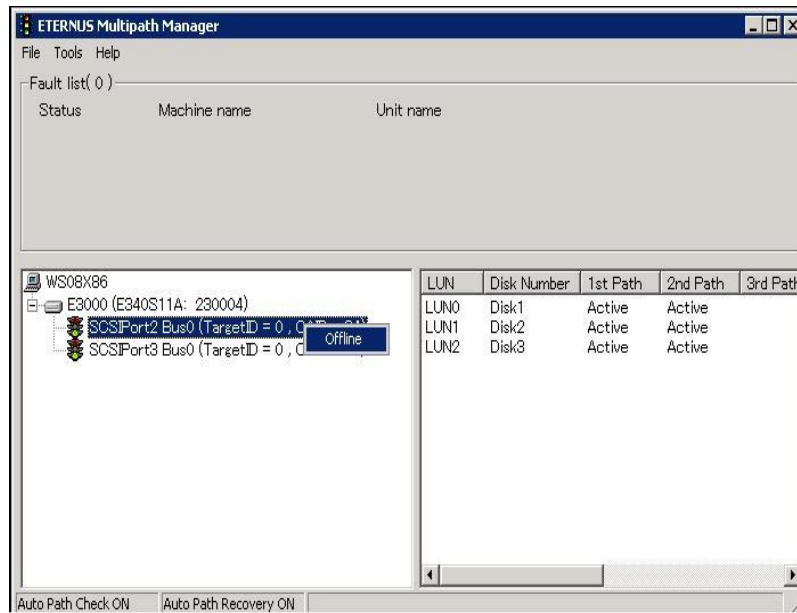 ETERNUS Multipath Manager
File Tools Help
Fault list( 0 )
Status Machine name Unit name
WS08X86
E3000 (E340S11A: 230004)
SCSIPort2 Bus0 (TargetID = 0 ,
Offline
SCSIPort3 Bus0 (TargetID = 0 ,
LUN Disk Number 1st Path 2nd Path 3rd Path
LUN0 Disk1 Active Active
LUN1 Disk2 Active Active
LUN2 Disk3 Active Active
Auto Path Check ON Auto Path Recovery ON